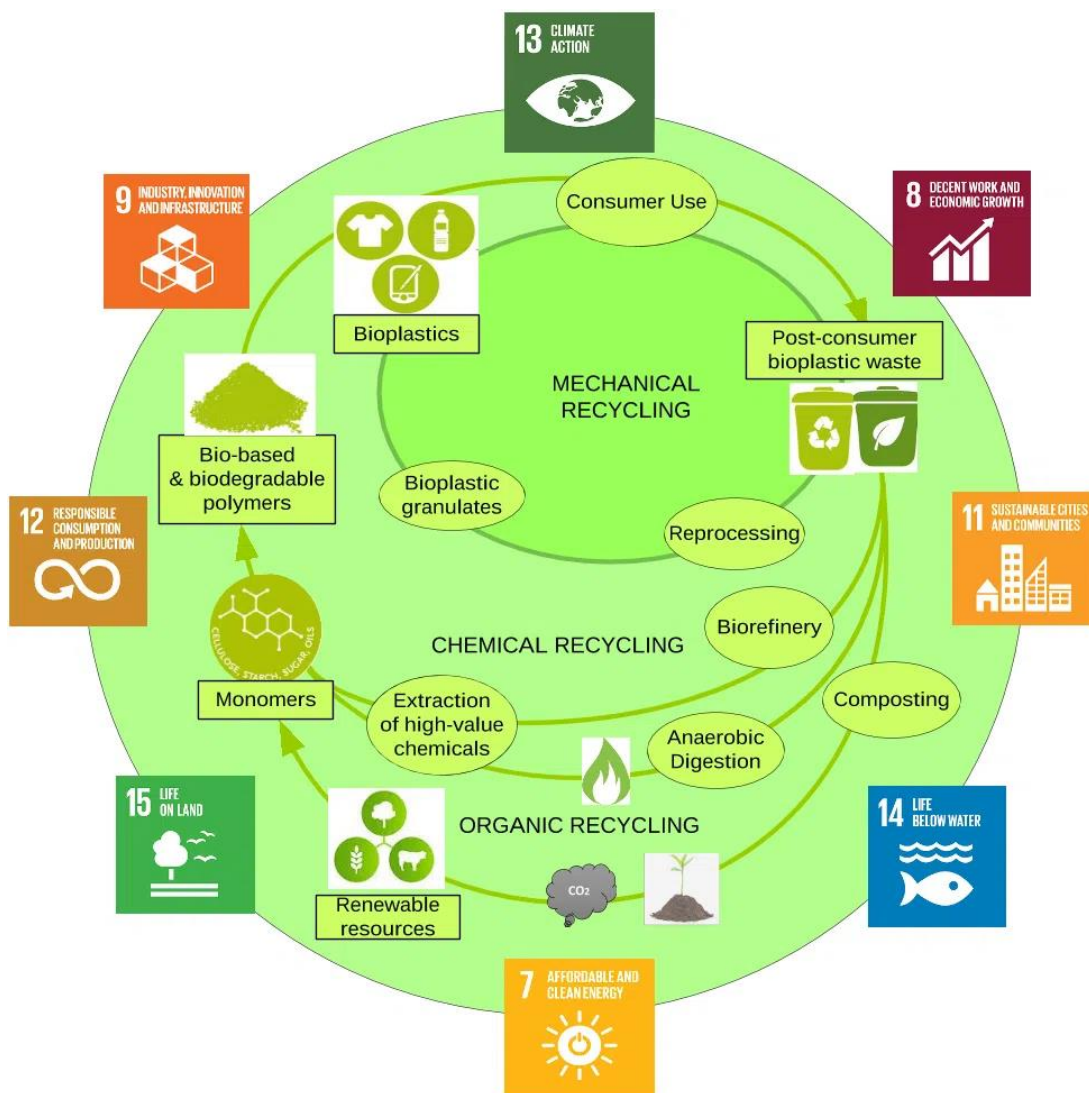 13 CLIMATE
ACTION
9 INDUSTRY, INNOVATION
AND INFRASTRUCTURE
8 DECENT WORK AND
ECONOMIC GROWTH
Consumer Use
Bioplastics
Post-consumer
bioplastic waste
MECHANICAL
RECYCLING
Bio-based
& biodegradable
polymers
Bioplastic
granulates
Reprocessing
12 RESPONSIBLE
CONSUMPTION
AND PRODUCTION
11 SUSTAINABLE CITIES
AND COMMUNITIES
Biorefinery
CHEMICAL RECYCLING
CELLULOSE, STARCH, SUGAR, OILS
Monomers
Extraction
of high-value
chemicals
Composting
Anaerobic
Digestion
15 LIFE
ON LAND
14 LIFE
BELOW WATER
ORGANIC RECYCLING
CO2
Renewable
resources
7 AFFORDABLE AND
CLEAN ENERGY